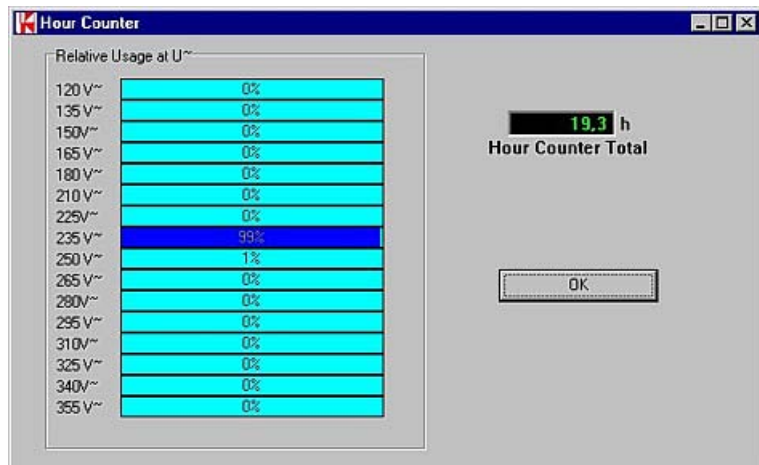 Hour Counter
Relative Usage at U~
120 V~ 0%
135 V~ 0%
150V~ 0%
165 V~ 0%
180 V~ 0%
210 V~ 0%
225V~ 0%
235 V~ 99%
250 V~ 1%
265 V~ 0%
280V~ 0%
295 V~ 0%
310V~ 0%
325 V~ 0%
340V~ 0%
355 V~ 0%
19,3 h
Hour Counter Total
OK